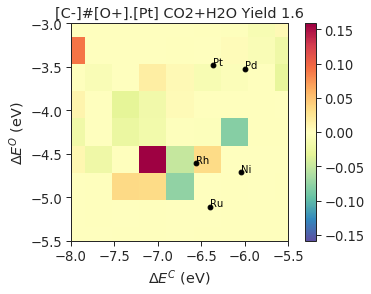 [C-]#[O+].[Pt] CO2+H2O Yield 1.6
−3.0
−3.5
−4.0
−4.5
−5.0
−5.5
ΔE^O (eV)
Pt
Pd
Rh
Ni
Ru
−8.0 −7.5 −7.0 −6.5 −6.0 −5.5
ΔE^C (eV)
0.15
0.10
0.05
0.00
−0.05
−0.10
−0.15